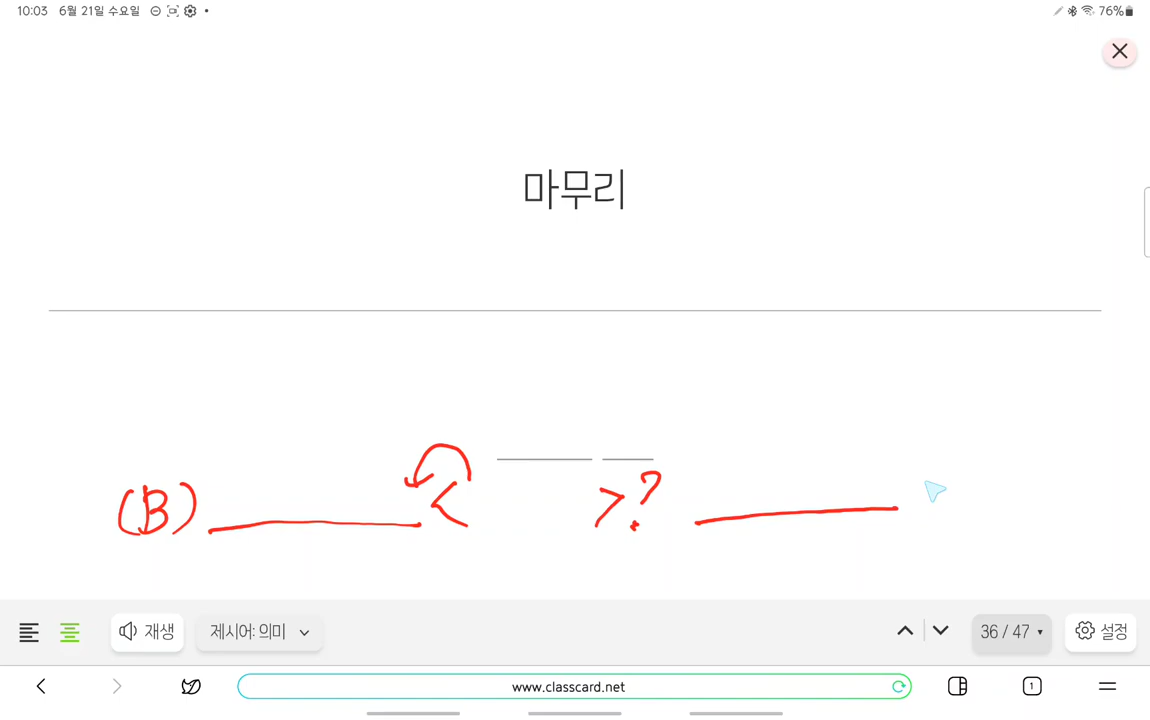 10:03 6월 21일 수요일 76%
마무리
(B) < >?
재생 제시어: 의미 36 / 47 설정
www.classcard.net 1